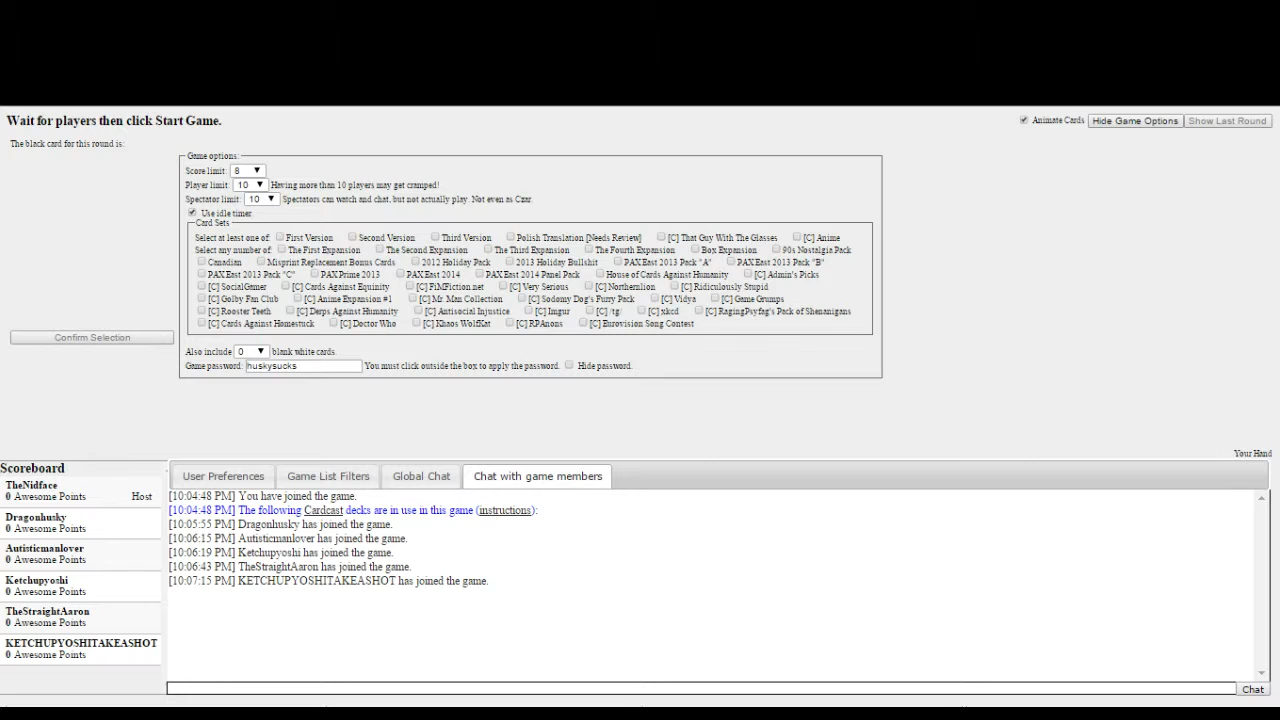 Wait for players then click Start Game.
Animate Cards Hide Game Options Show Last Round
The black card for this round is:
Game options:
Score limit: 8
Player limit: 10 Having more than 10 players may get cramped!
Spectator limit: 10 Spectators can watch and chat, but not actually play. Not even as Czar.
Use idle timer.
Card Sets
Select at least one of: First Version Second Version Third Version Polish Translation [Needs Review] [C] That Guy With The Glasses [C] Anime
Select any number of: The First Expansion The Second Expansion The Third Expansion The Fourth Expansion Box Expansion 90s Nostalgia Pack
Canadian Misprint Replacement Bonus Cards 2012 Holiday Pack 2013 Holiday Bullshit PAX East 2013 Pack "A" PAX East 2013 Pack "B"
PAX East 2013 Pack "C" PAX Prime 2013 PAX East 2014 PAX East 2014 Panel Pack House of Cards Against Humanity [C] Admin's Picks
[C] SocialGamer [C] Cards Against Equinity [C] FiMFiction.net [C] Very Serious [C] Northernlion [C] Ridiculously Stupid
[C] Golby Fan Club [C] Anime Expansion #1 [C] Mr. Man Collection [C] Sodomy Dog's Furry Pack [C] Vidya [C] Game Grumps
[C] Rooster Teeth [C] Derps Against Humanity [C] Antisocial Injustice [C] Imgur [C] /tg/ [C] xkcd [C] RagingPsyfag's Pack of Shenanigans
[C] Cards Against Homestuck [C] Doctor Who [C] Khaos WolfKat [C] RPAnons [C] Eurovision Song Contest
Confirm Selection
Also include 0 blank white cards.
Game password: huskysucks You must click outside the box to apply the password. Hide password.
Your Hand
Scoreboard
User Preferences Game List Filters Global Chat Chat with game members
TheNidface
0 Awesome Points Host
Dragonhusky
0 Awesome Points
Autisticmanlover
0 Awesome Points
Ketchupyoshi
0 Awesome Points
TheStraightAaron
0 Awesome Points
KETCHUPYOSHITAKEASHOT
0 Awesome Points
[10:04:48 PM] You have joined the game.
[10:04:48 PM] The following Cardcast decks are in use in this game (instructions):
[10:05:55 PM] Dragonhusky has joined the game.
[10:06:15 PM] Autisticmanlover has joined the game.
[10:06:19 PM] Ketchupyoshi has joined the game.
[10:06:43 PM] TheStraightAaron has joined the game.
[10:07:15 PM] KETCHUPYOSHITAKEASHOT has joined the game.
Chat